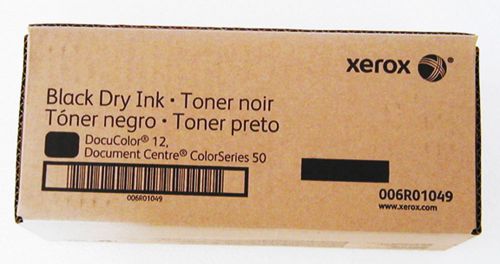 xerox
Black Dry Ink · Toner noir
Tóner negro · Toner preto
DocuColor® 12,
Document Centre® ColorSeries 50
006R01049
006R01049
www.xerox.com